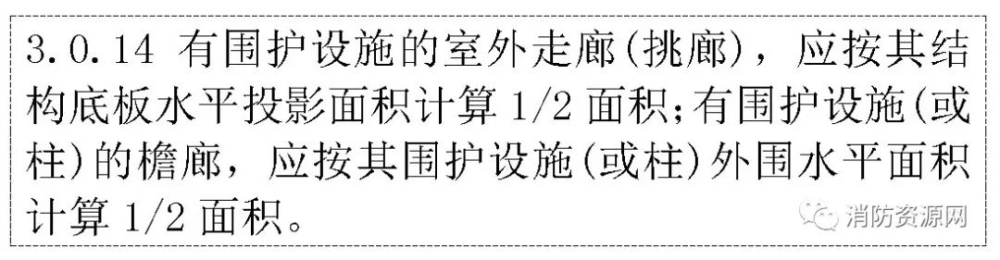 3.0.14 有围护设施的室外走廊(挑廊)，应按其结
构底板水平投影面积计算1/2面积;有围护设施(或
柱)的檐廊，应按其围护设施(或柱)外围水平面积
计算1/2面积。
消防资源网